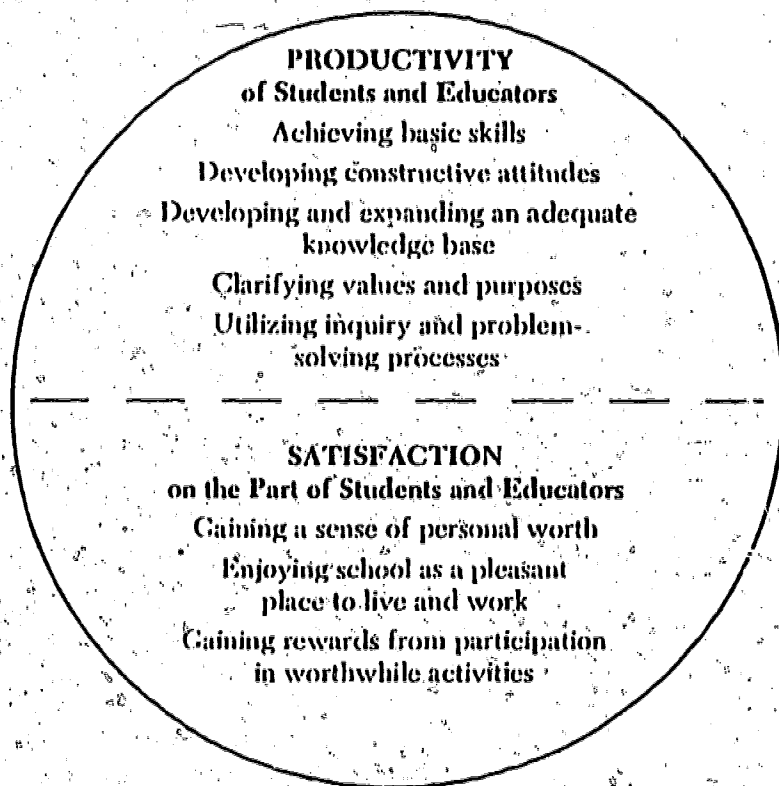 PRODUCTIVITY
of Students and Educators
Achieving basic skills
Developing constructive attitudes
Developing and expanding an adequate
knowledge base
Clarifying values and purposes
Utilizing inquiry and problem-
solving processes
SATISFACTION
on the Part of Students and Educators
Gaining a sense of personal worth
Enjoying school as a pleasant
place to live and work
Gaining rewards from participation
in worthwhile activities